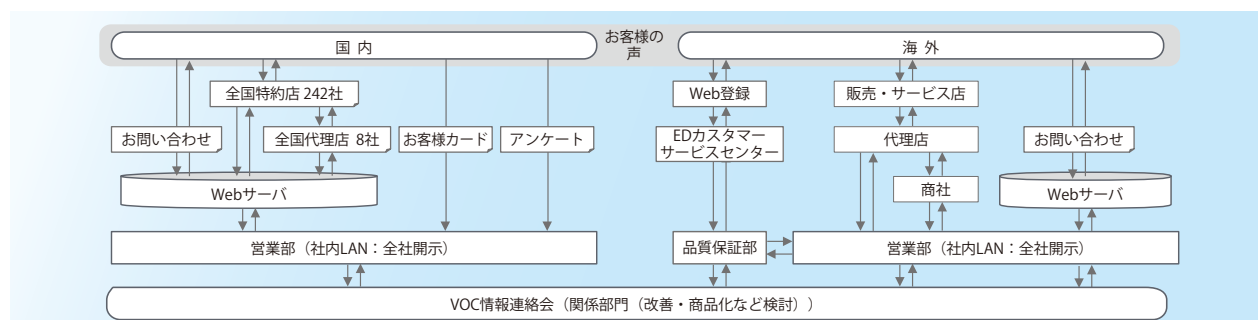 お客様の
声
国 内
海 外
全国特約店 242社
Web登録
販売・サービス店
お問い合わせ
全国代理店 8社
お客様カード
アンケート
EDカスタマー
サービスセンター
代理店
お問い合わせ
商社
Webサーバ
Webサーバ
営業部（社内LAN：全社開示）
品質保証部
営業部（社内LAN：全社開示）
VOC情報連絡会（関係部門（改善・商品化など検討））